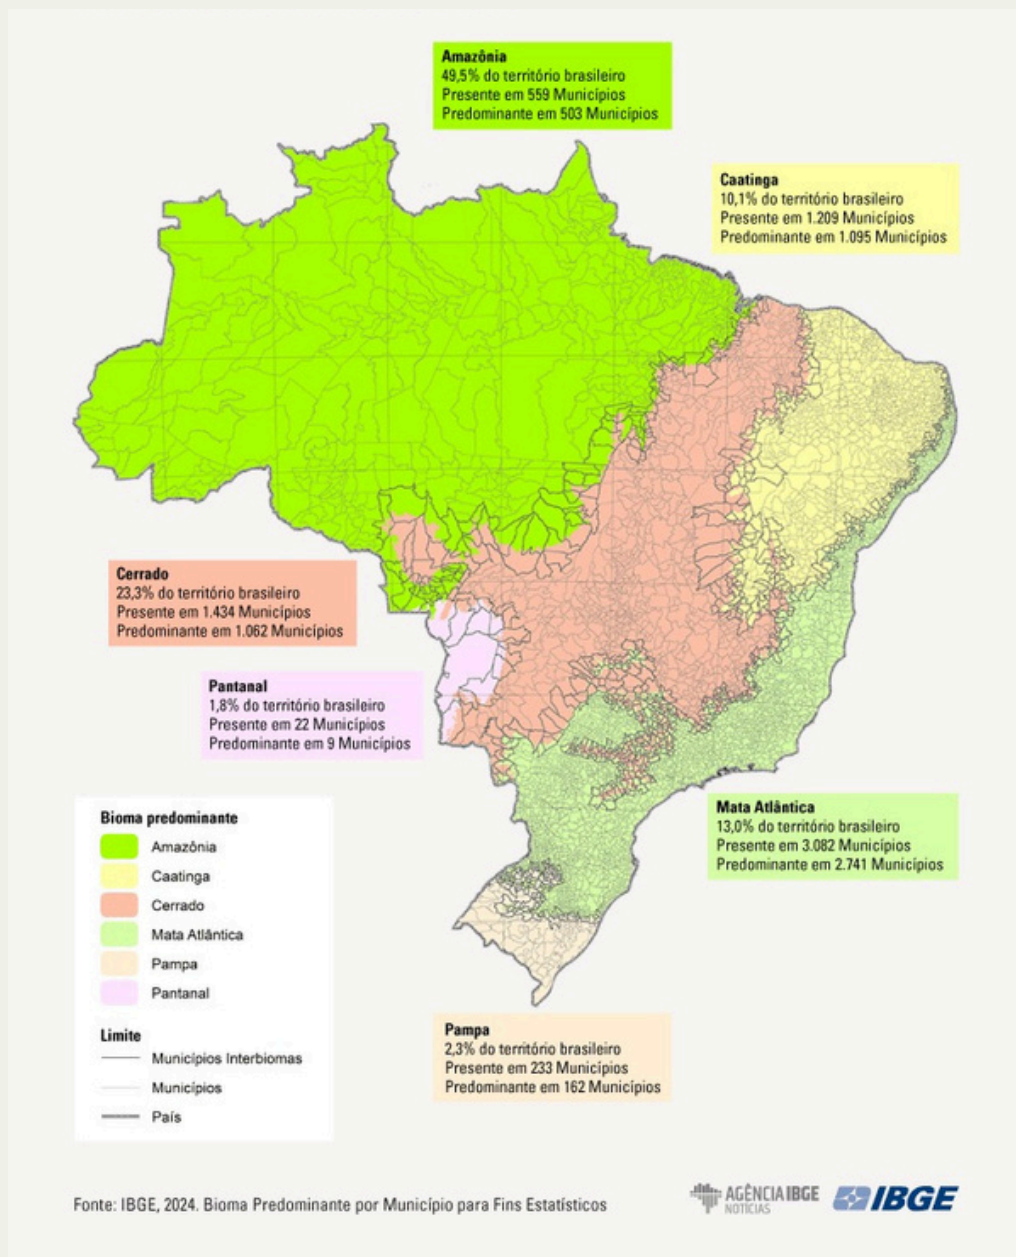 Amazônia
49,5% do território brasileiro
Presente em 559 Municípios
Predominante em 503 Municípios
Caatinga
10,1% do território brasileiro
Presente em 1.209 Municípios
Predominante em 1.095 Municípios
Cerrado
23,3% do território brasileiro
Presente em 1.434 Municípios
Predominante em 1.062 Municípios
Pantanal
1,8% do território brasileiro
Presente em 22 Municípios
Predominante em 9 Municípios
Mata Atlântica
13,0% do território brasileiro
Presente em 3.082 Municípios
Predominante em 2.741 Municípios
Bioma predominante
Amazônia
Caatinga
Cerrado
Mata Atlântica
Pampa
Pantanal
Limite
Municípios Interbiomas
Municípios
País
Pampa
2,3% do território brasileiro
Presente em 233 Municípios
Predominante em 162 Municípios
Fonte: IBGE, 2024. Bioma Predominante por Município para Fins Estatísticos
AGÊNCIA IBGE
NOTÍCIAS
IBGE